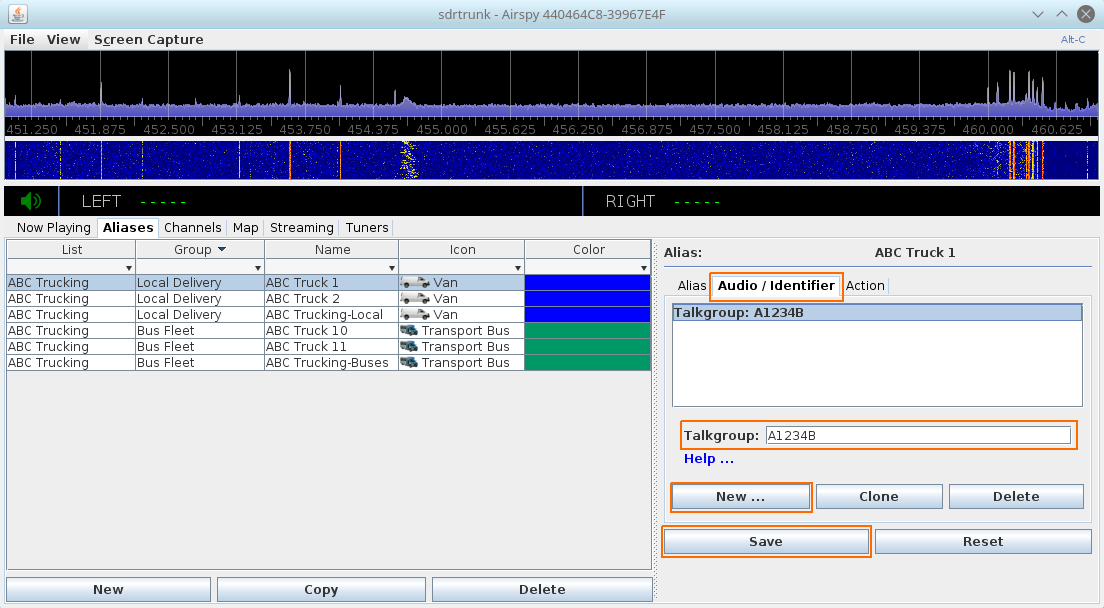 sdrtrunk - Airspy 440464C8-39967E4F
File View Screen Capture Alt-C
451.250 451.875 452.500 453.125 453.750 454.375 455.000 455.625 456.250 456.875 457.500 458.125 458.750 459.375 460.000 460.625
LEFT ----- RIGHT -----
Now Playing Aliases Channels Map Streaming Tuners
List Group Name Icon Color
ABC Trucking Local Delivery ABC Truck 1 Van
ABC Trucking Local Delivery ABC Truck 2 Van
ABC Trucking Local Delivery ABC Trucking-Local Van
ABC Trucking Bus Fleet ABC Truck 10 Transport Bus
ABC Trucking Bus Fleet ABC Truck 11 Transport Bus
ABC Trucking Bus Fleet ABC Trucking-Buses Transport Bus
New Copy Delete
Alias: ABC Truck 1
Alias Audio / Identifier Action
Talkgroup: A1234B
Talkgroup: A1234B
Help ...
New ... Clone Delete
Save Reset